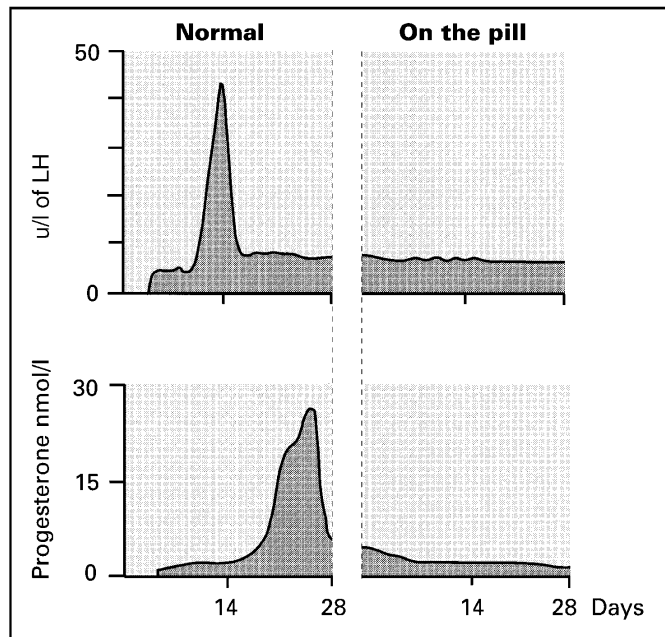 Normal
On the pill
50
u/l of LH
0
30
Progesterone nmol/l
15
0
14
28
14
28 Days